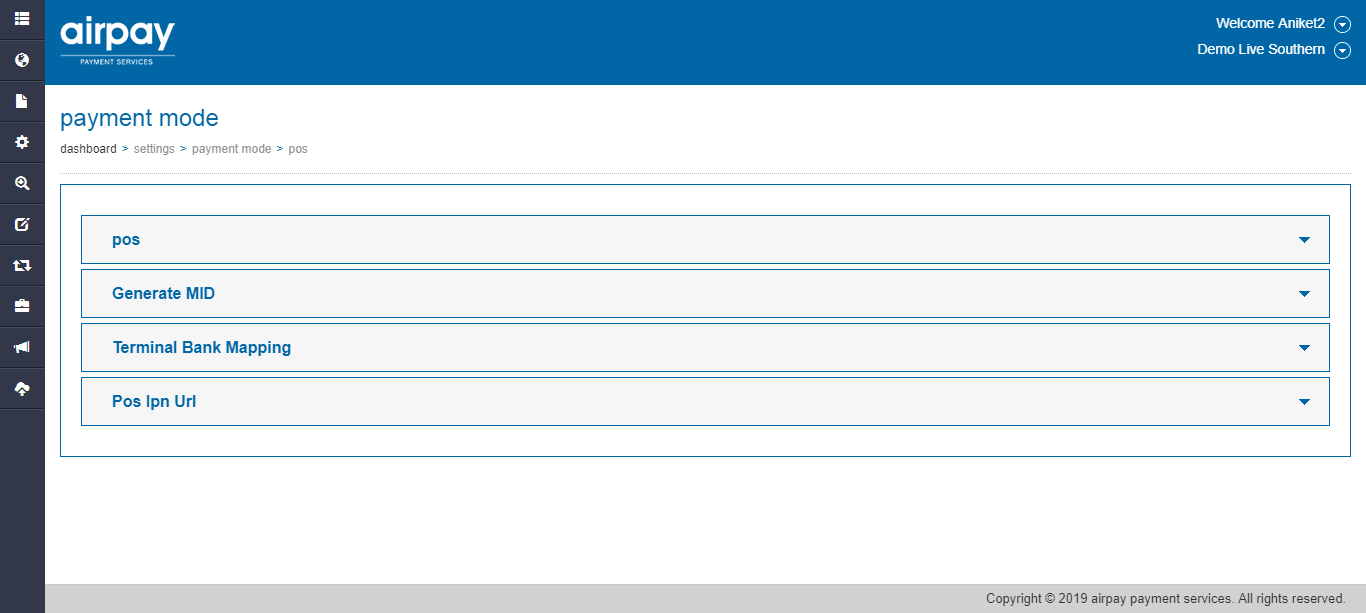 airpay
PAYMENT SERVICES
Welcome Aniket2
Demo Live Southern
payment mode
dashboard > settings > payment mode > pos
pos
Generate MID
Terminal Bank Mapping
Pos Ipn Url
Copyright © 2019 airpay payment services. All rights reserved.